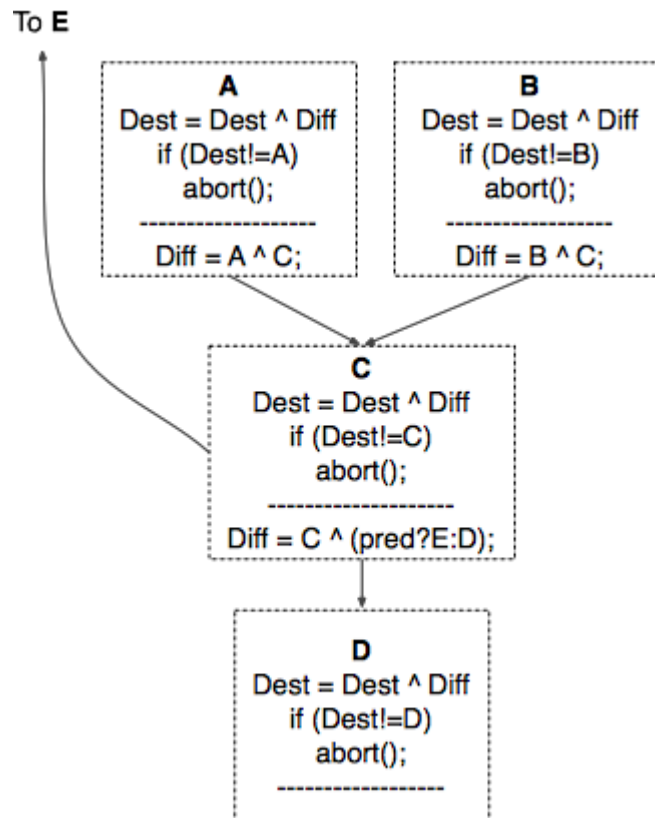 To E
A
Dest = Dest ^ Diff
if (Dest!=A)
abort();
-------------------
Diff = A ^ C;
B
Dest = Dest ^ Diff
if (Dest!=B)
abort();
------------------
Diff = B ^ C;
C
Dest = Dest ^ Diff
if (Dest!=C)
abort();
--------------------
Diff = C ^ (pred?E:D);
D
Dest = Dest ^ Diff
if (Dest!=D)
abort();
------------------